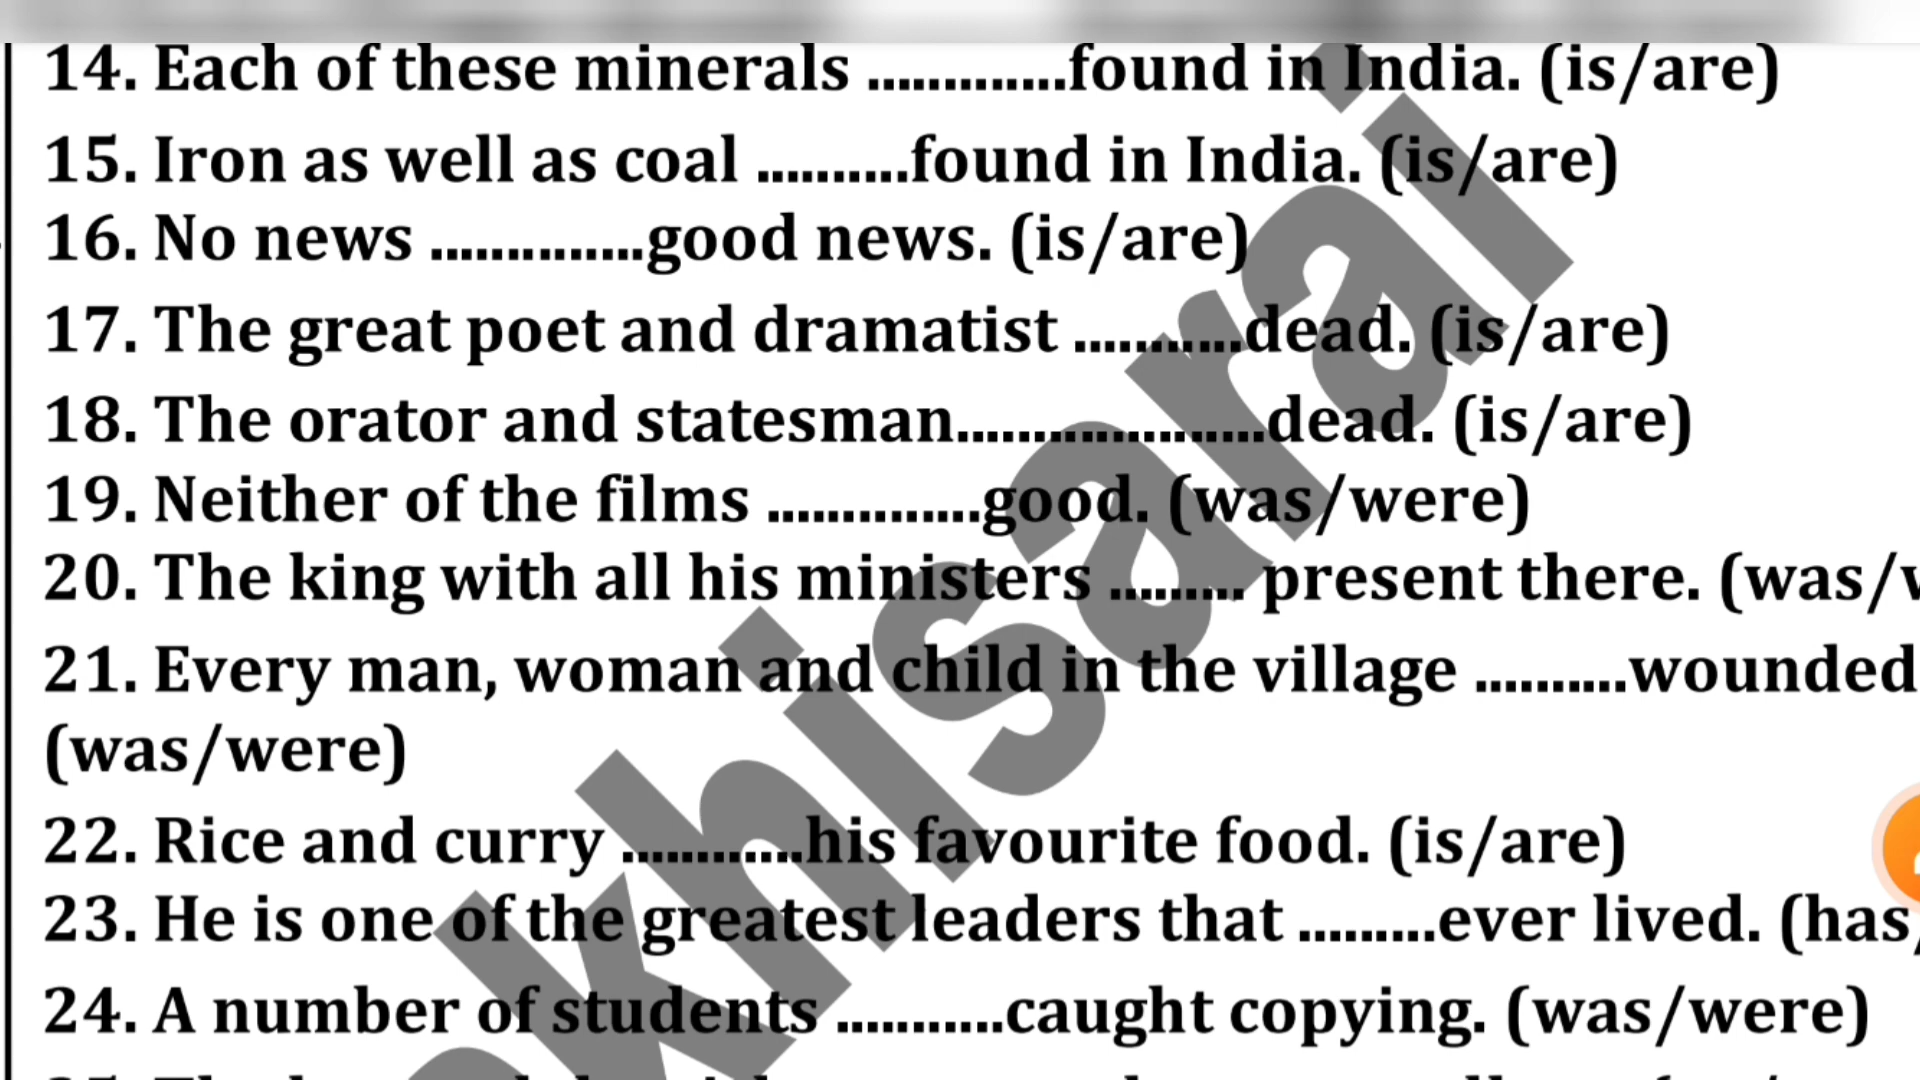 14. Each of these minerals .............found in India. (is/are)
15. Iron as well as coal ..........found in India. (is/are)
16. No news ..............good news. (is/are)
17. The great poet and dramatist ...........dead. (is/are)
18. The orator and statesman....................dead. (is/are)
19. Neither of the films ..............good. (was/were)
20. The king with all his ministers ......... present there. (was/
21. Every man, woman and child in the village ..........wounded
(was/were)
22. Rice and curry ............his favourite food. (is/are)
23. He is one of the greatest leaders that .........ever lived. (has/
24. A number of students ...........caught copying. (was/were)
khisarai